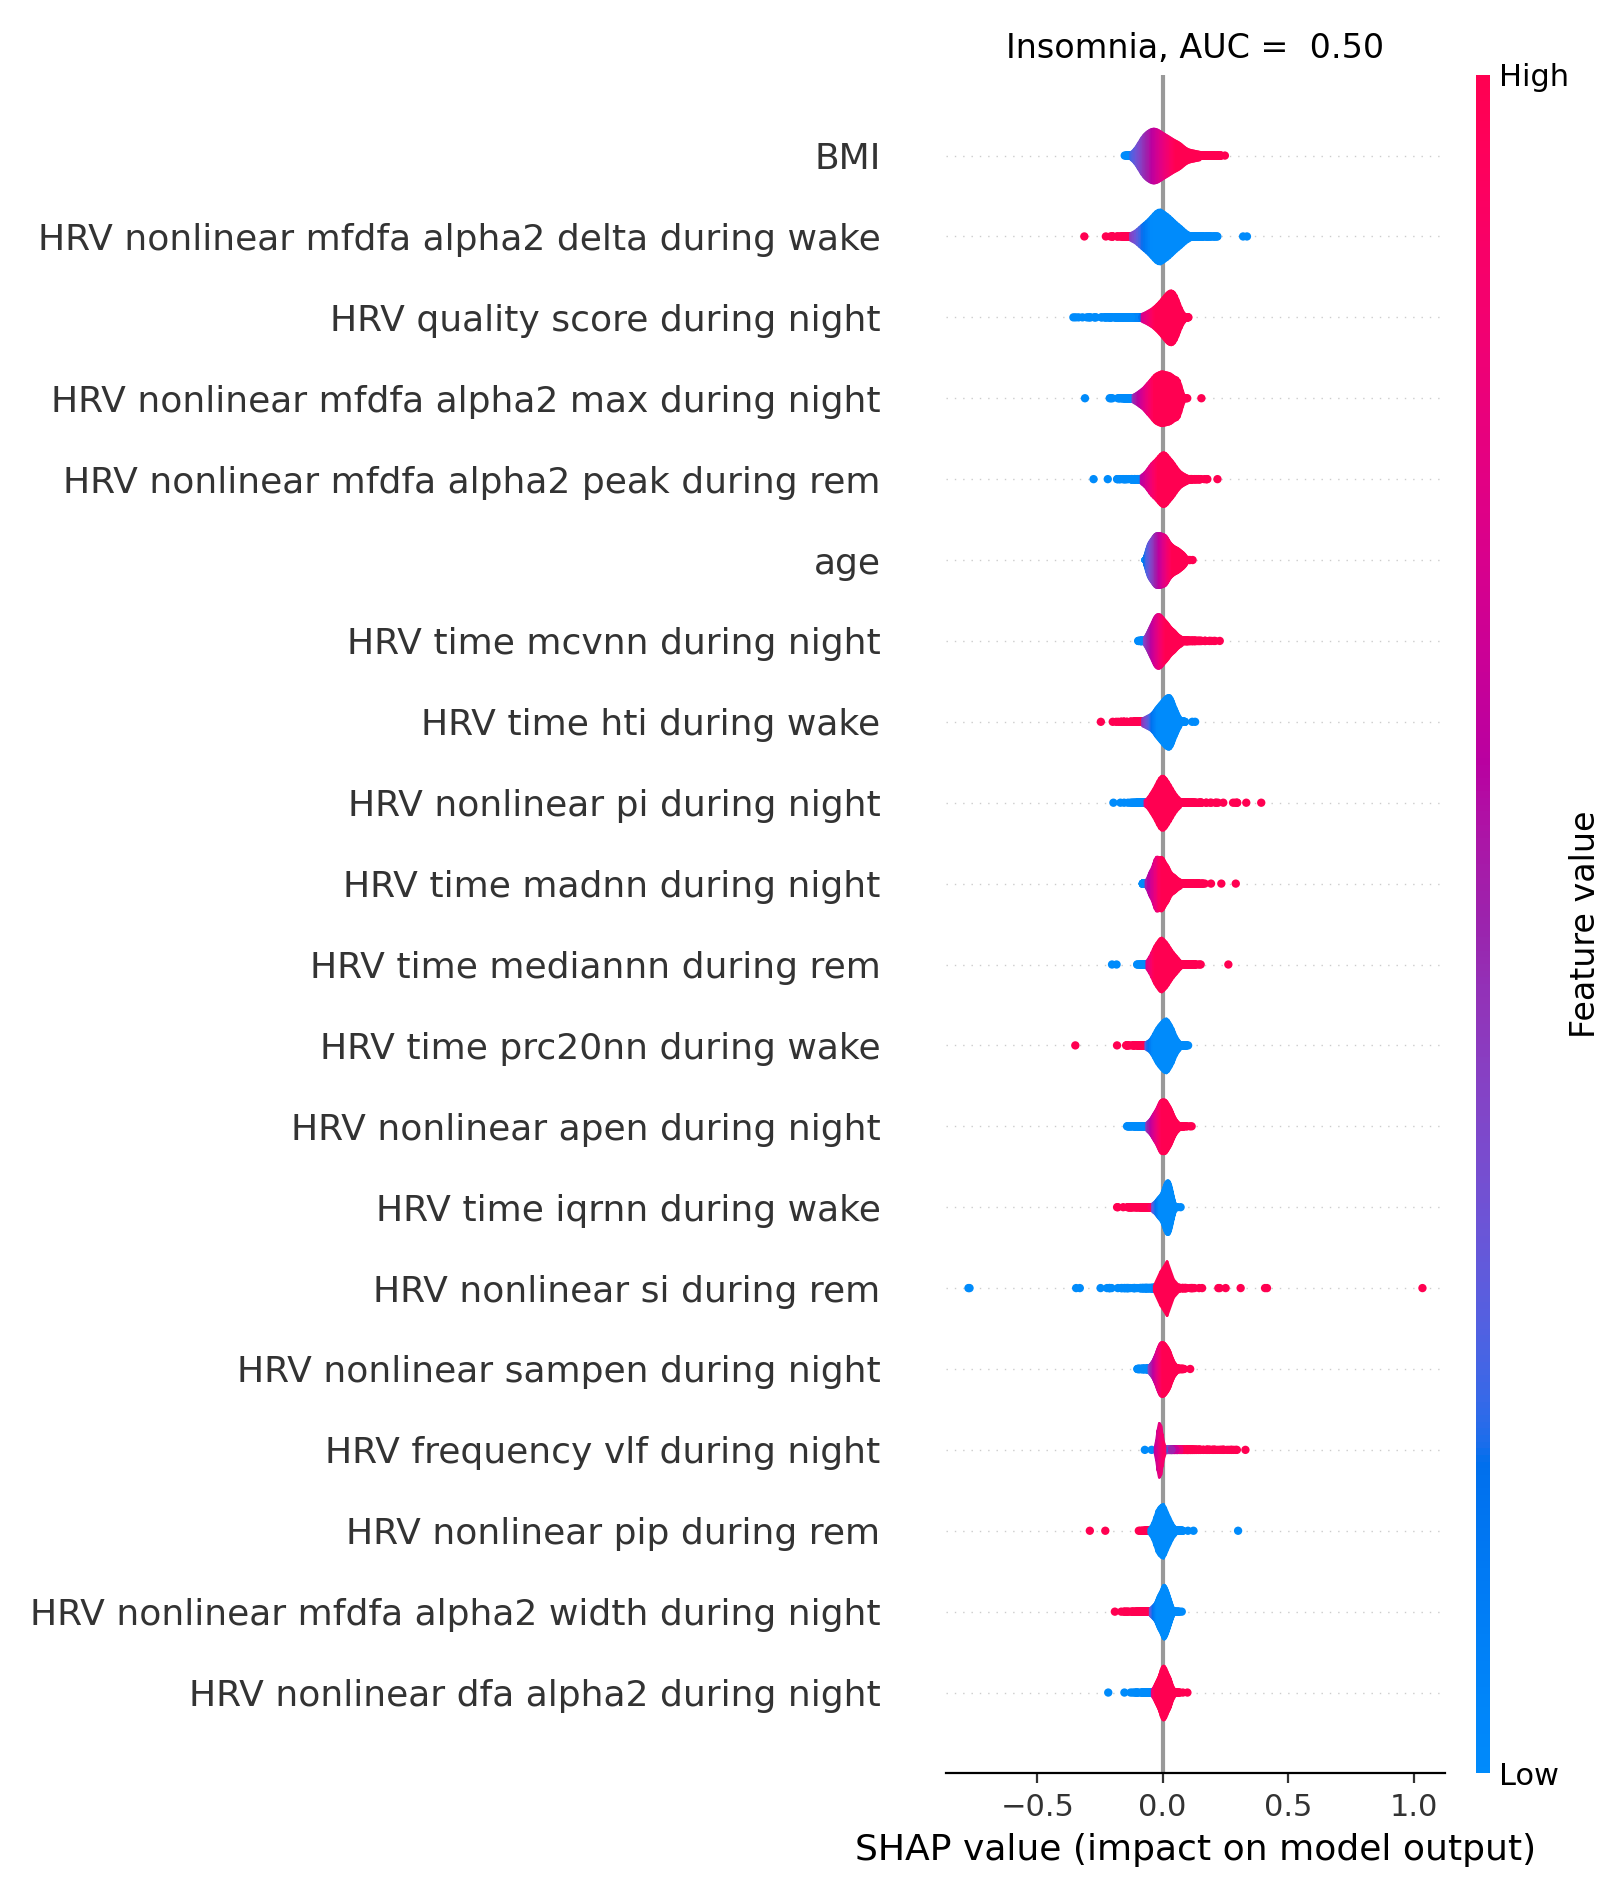 Insomnia, AUC =  0.50
High
BMI
HRV nonlinear mfdfa alpha2 delta during wake
HRV quality score during night
HRV nonlinear mfdfa alpha2 max during night
HRV nonlinear mfdfa alpha2 peak during rem
age
HRV time mcvnn during night
HRV time hti during wake
HRV nonlinear pi during night
HRV time madnn during night
HRV time mediannn during rem
HRV time prc20nn during wake
HRV nonlinear apen during night
HRV time iqrnn during wake
HRV nonlinear si during rem
HRV nonlinear sampen during night
HRV frequency vlf during night
HRV nonlinear pip during rem
HRV nonlinear mfdfa alpha2 width during night
HRV nonlinear dfa alpha2 during night
Feature value
Low
−0.5 0.0 0.5 1.0
SHAP value (impact on model output)